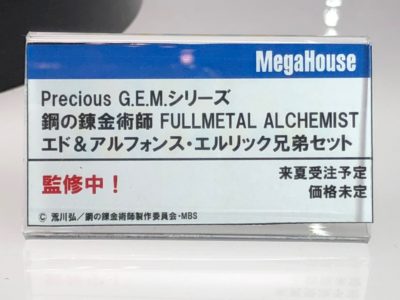 MegaHouse
Precious G.E.M.シリーズ
鋼の錬金術師 FULLMETAL ALCHEMIST
エド＆アルフォンス・エルリック兄弟セット
監修中！
来夏受注予定
価格未定
© 荒川弘／鋼の錬金術師製作委員会・MBS